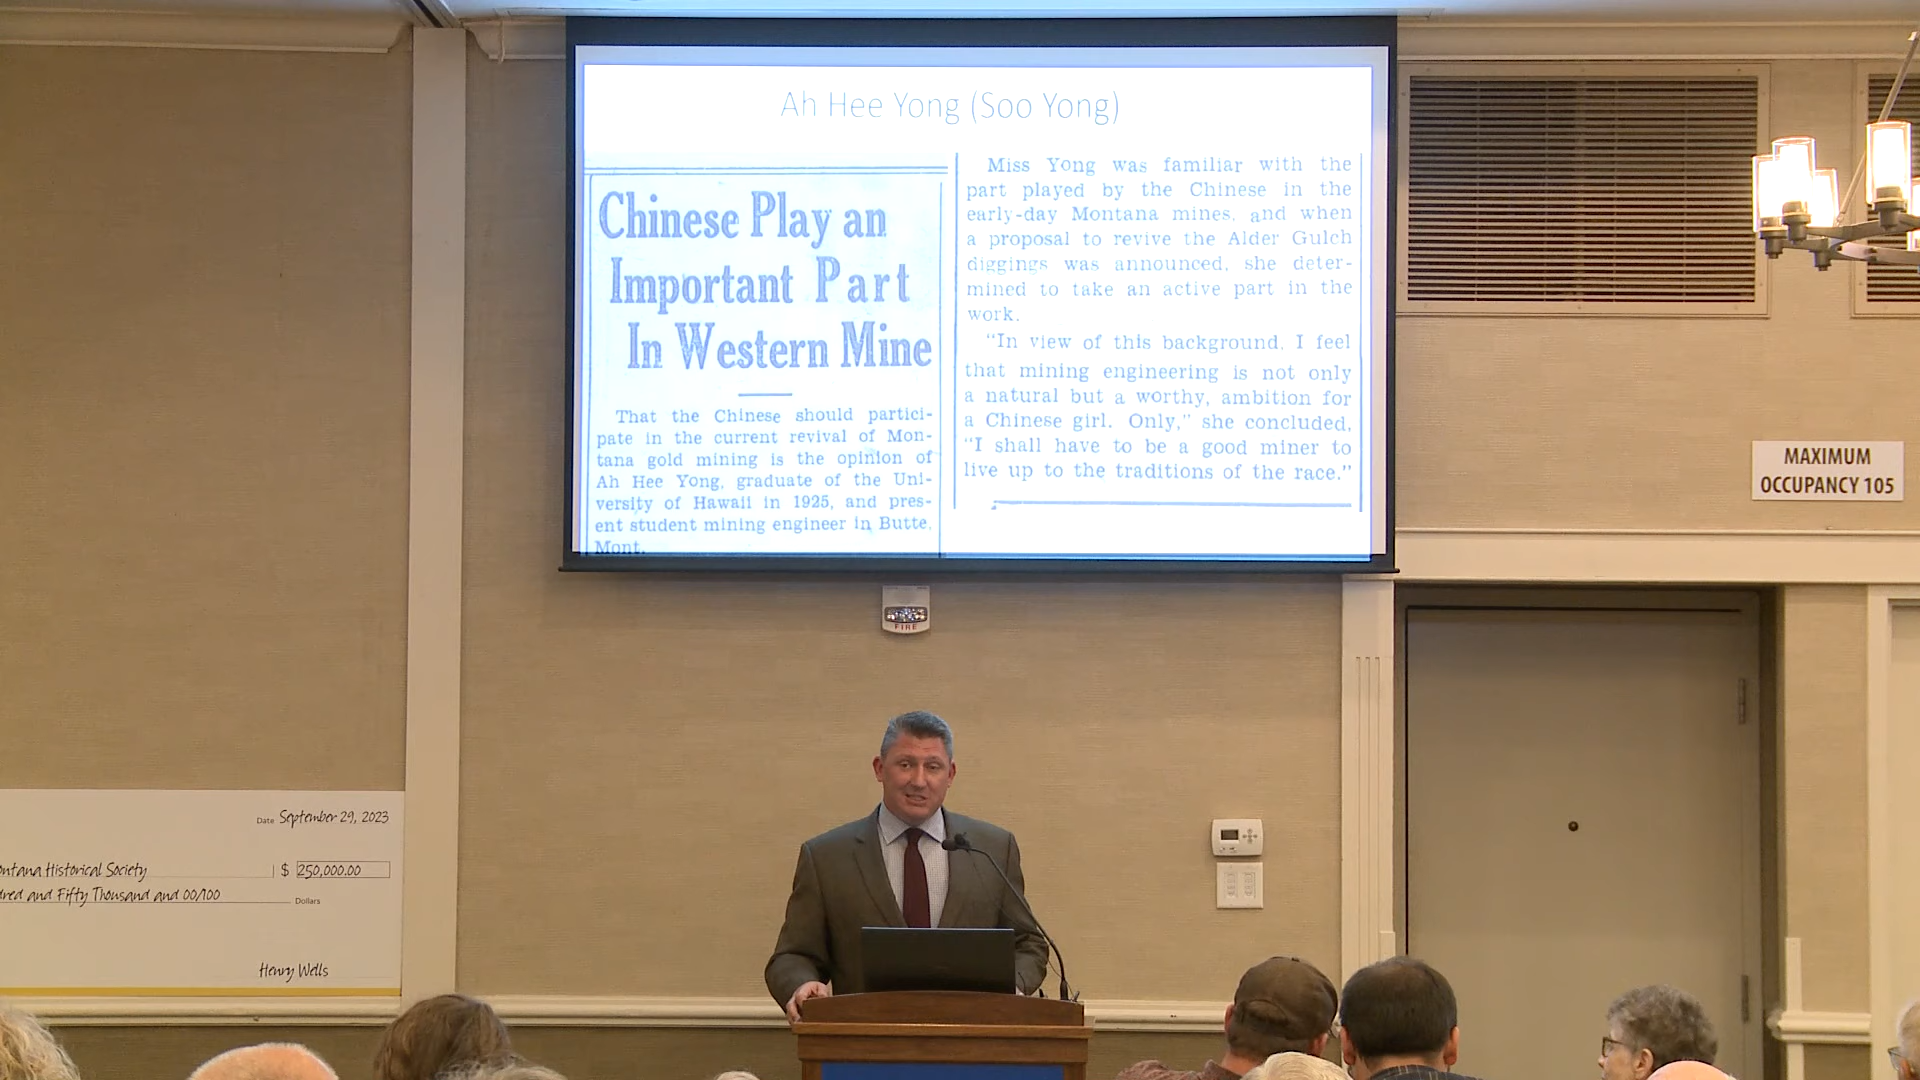 Ah Hee Yong (Soo Yong)
Chinese Play an
Important Part
In Western Mine
That the Chinese should partici-
pate in the current revival of Mon-
tana gold mining is the opinion of
Ah Hee Yong, graduate of the Uni-
versity of Hawaii in 1925, and pres-
ent student mining engineer in Butte,
Mont.
Miss Yong was familiar with the
part played by the Chinese in the
early-day Montana mines, and when
a proposal to revive the Alder Gulch
diggings was announced, she deter-
mined to take an active part in the
work.
"In view of this background, I feel
that mining engineering is not only
a natural but a worthy, ambition for
a Chinese girl. Only," she concluded,
"I shall have to be a good miner to
live up to the traditions of the race."
MAXIMUM
OCCUPANCY 105
FIRE
Date September 29, 2023
ontana Historical Society $ 250,000.00
dred and Fifty Thousand and 00/100 Dollars
Henry Wells